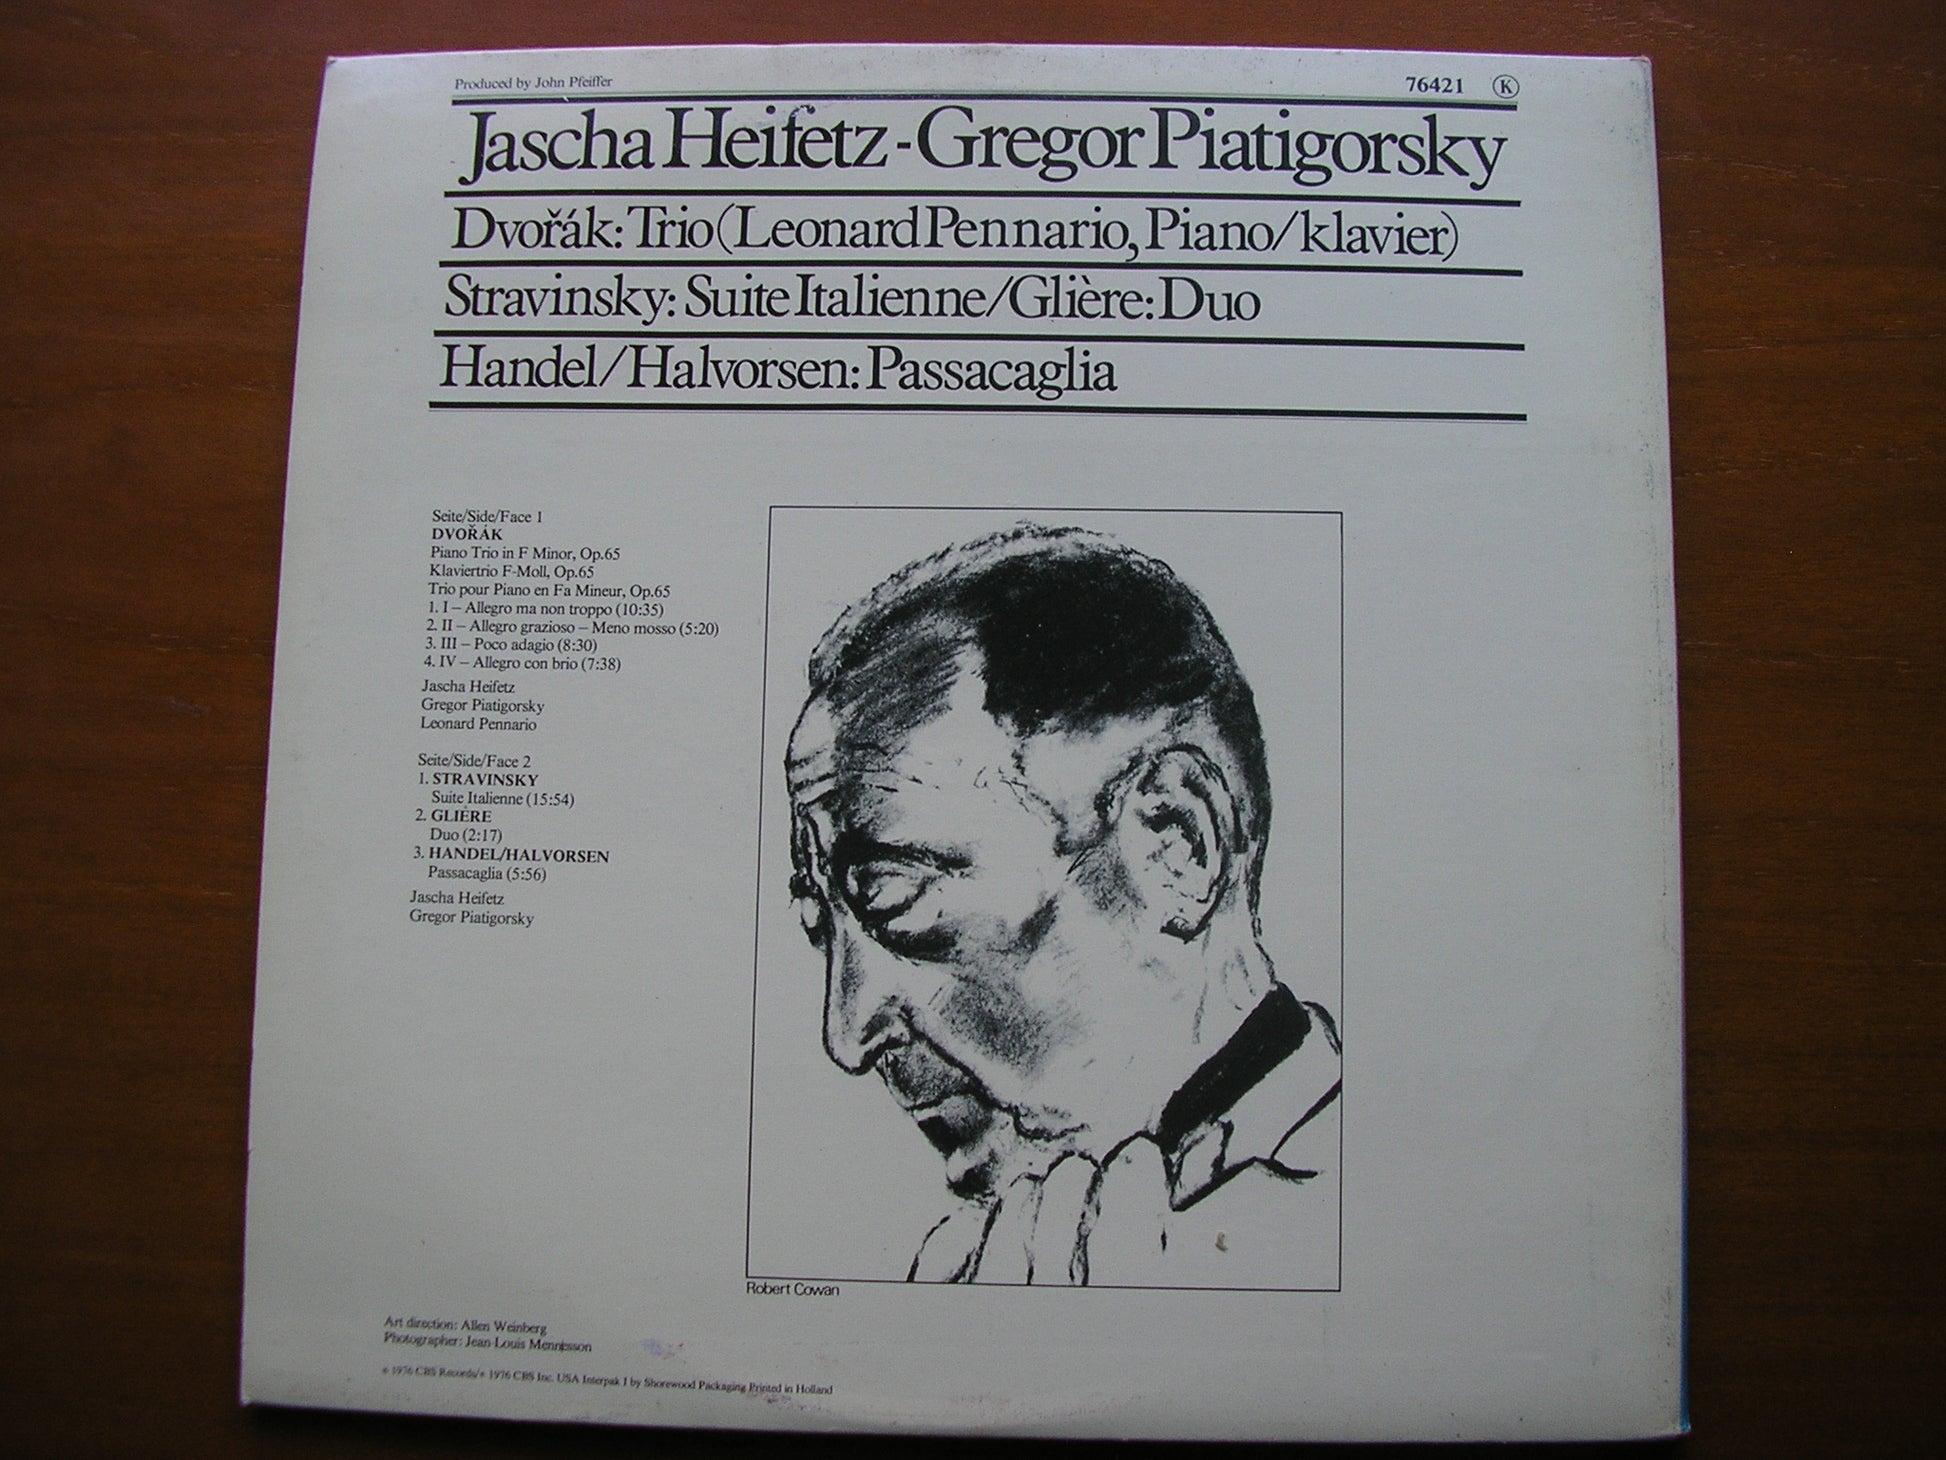 Produced by John Pfeiffer
76421 K
Jascha Heifetz - Gregor Piatigorsky
Dvořák: Trio (Leonard Pennario, Piano/klavier)
Stravinsky: Suite Italienne/Glière: Duo
Handel/Halvorsen: Passacaglia
Seite/Side/Face 1
DVOŘÁK
Piano Trio in F Minor, Op.65
Klaviertrio F-Moll, Op.65
Trio pour Piano en Fa Mineur, Op.65
1. I – Allegro ma non troppo (10:35)
2. II – Allegro grazioso – Meno mosso (5:20)
3. III – Poco adagio (8:30)
4. IV – Allegro con brio (7:38)
Jascha Heifetz
Gregor Piatigorsky
Leonard Pennario
Seite/Side/Face 2
1. STRAVINSKY
Suite Italienne (15:54)
2. GLIÈRE
Duo (2:17)
3. HANDEL/HALVORSEN
Passacaglia (5:56)
Jascha Heifetz
Gregor Piatigorsky
Robert Cowan
Art direction: Allen Weinberg
Photographer: Jean-Louis Mennesson
1976 CBS Records/ 1976 CBS Inc. USA Interpak I by Shorewood Packaging Printed in Holland